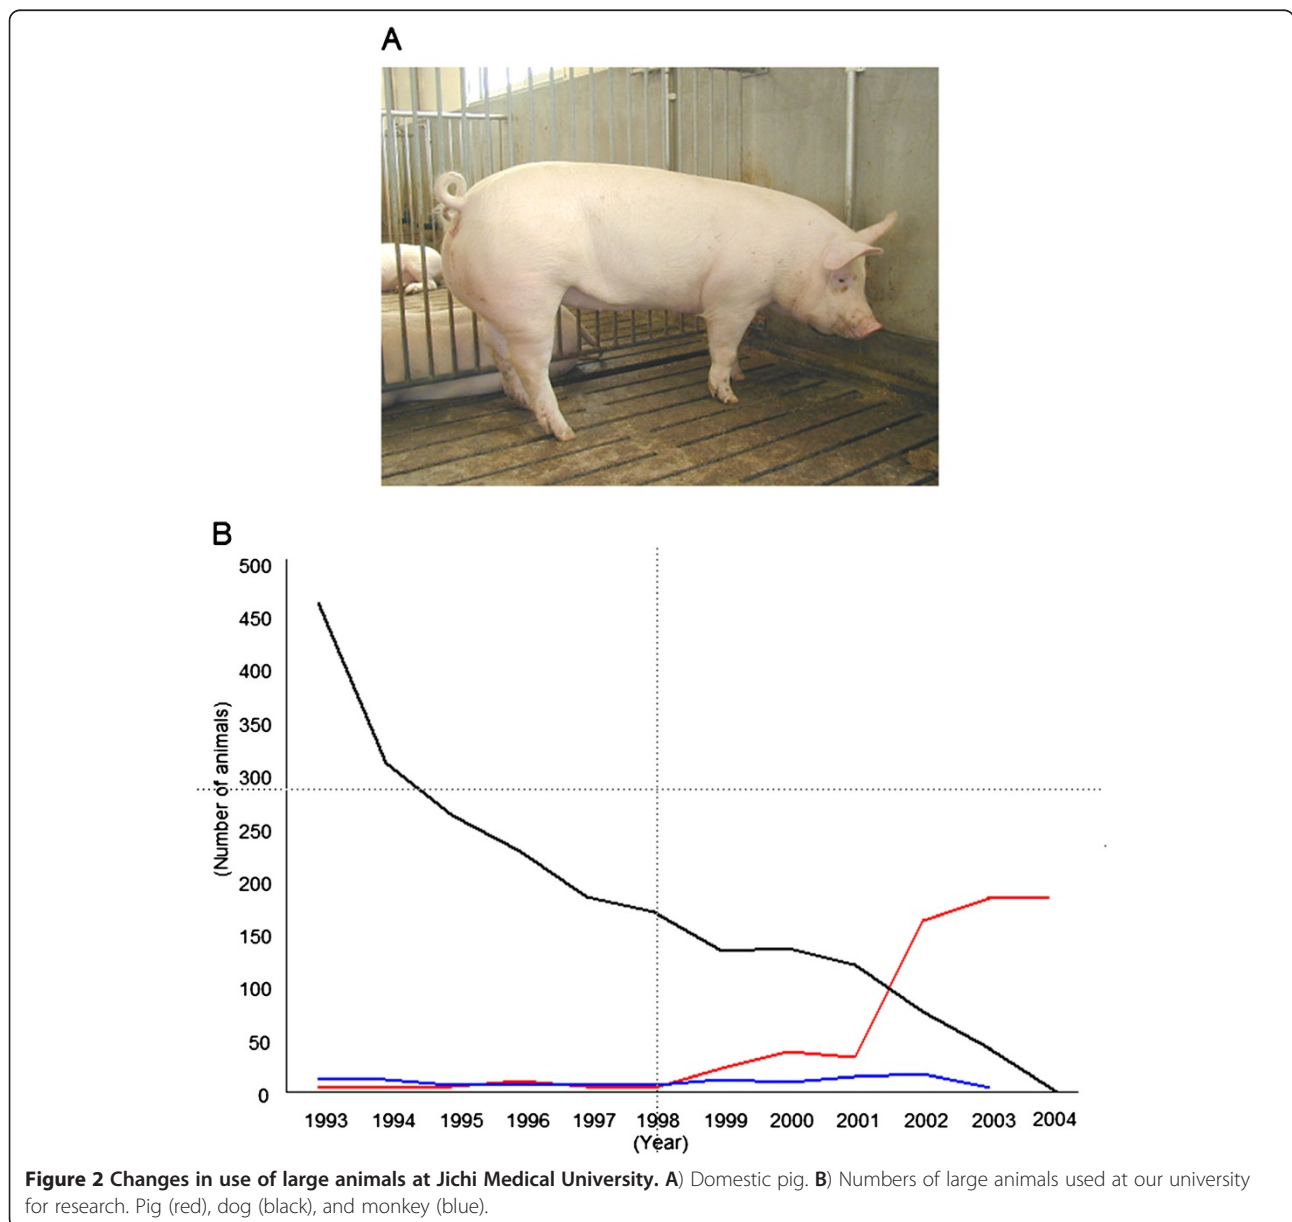 A
B
500
450
400
350
300
250
200
150
100
50
0
(Number of animals)
1993 1994 1995 1996 1997 1998 1999 2000 2001 2002 2003 2004
(Year)
Figure 2 Changes in use of large animals at Jichi Medical University. A) Domestic pig. B) Numbers of large animals used at our university
for research. Pig (red), dog (black), and monkey (blue).